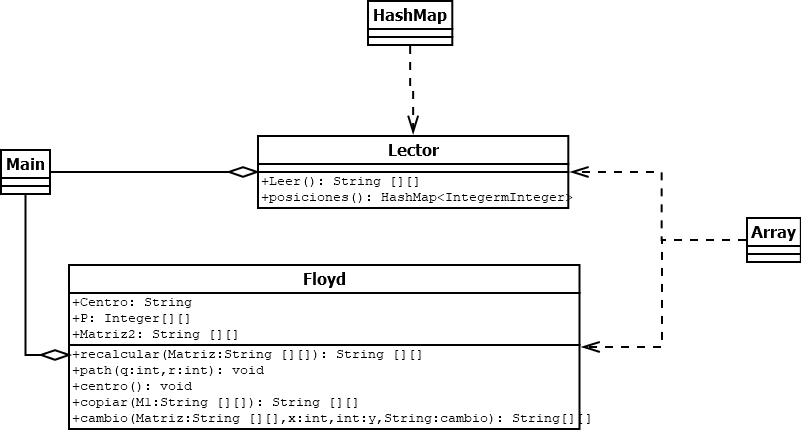 HashMap
Lector
+Leer(): String [][]
+posiciones(): HashMap<IntegermInteger>
Main
Array
Floyd
+Centro: String
+P: Integer[][]
+Matriz2: String [][]
+recalcular(Matriz:String [][]): String [][]
+path(q:int,r:int): void
+centro(): void
+copiar(M1:String [][]): String [][]
+cambio(Matriz:String [][],x:int,int:y,String:cambio): String[][]